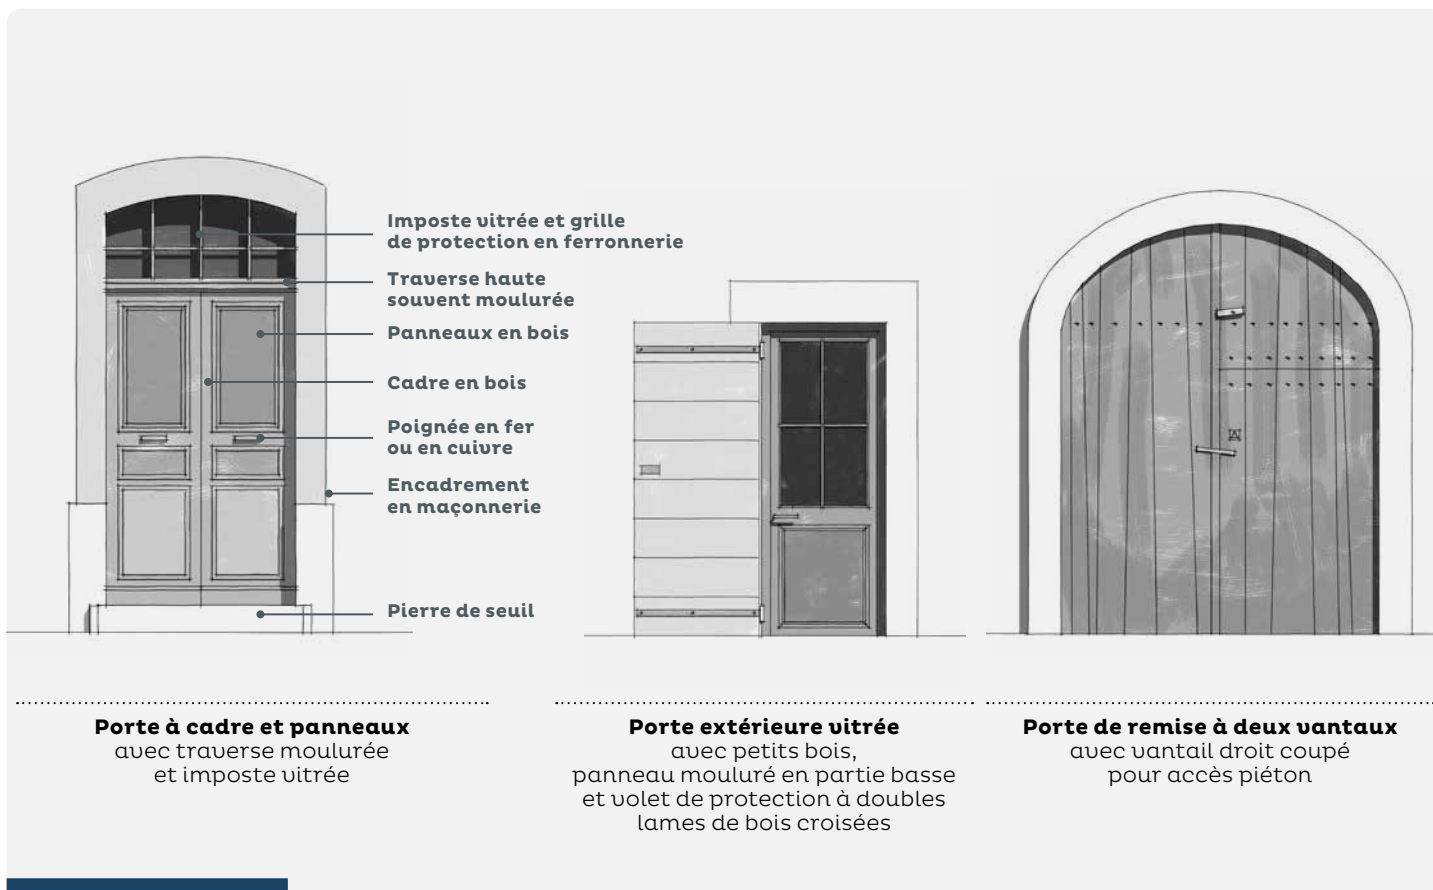 Imposte vitrée et grille
de protection en ferronnerie
Traverse haute
souvent moulurée
Panneaux en bois
Cadre en bois
Poignée en fer
ou en cuivre
Encadrement
en maçonnerie
Pierre de seuil
Porte à cadre et panneaux
avec traverse moulurée
et imposte vitrée
Porte extérieure vitrée
avec petits bois,
panneau mouluré en partie basse
et volet de protection à doubles
lames de bois croisées
Porte de remise à deux vantaux
avec vantail droit coupé
pour accès piéton